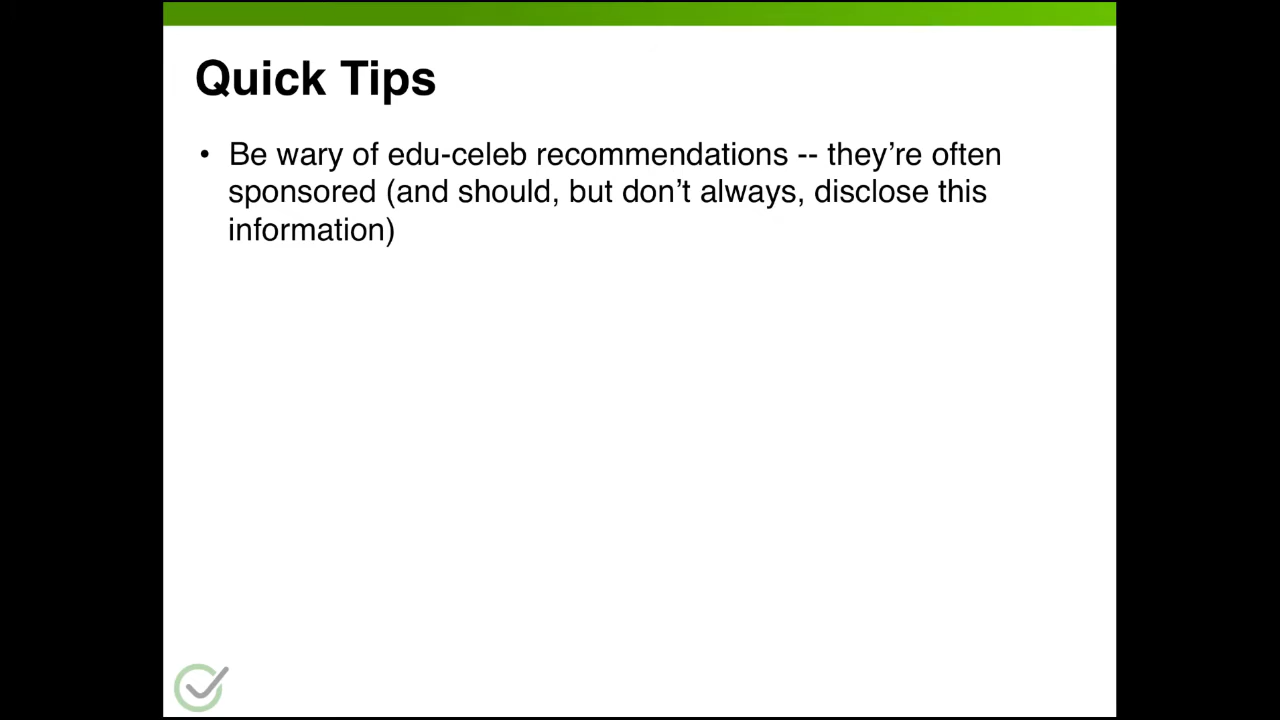 Quick Tips
• Be wary of edu-celeb recommendations -- they’re often
sponsored (and should, but don’t always, disclose this
information)